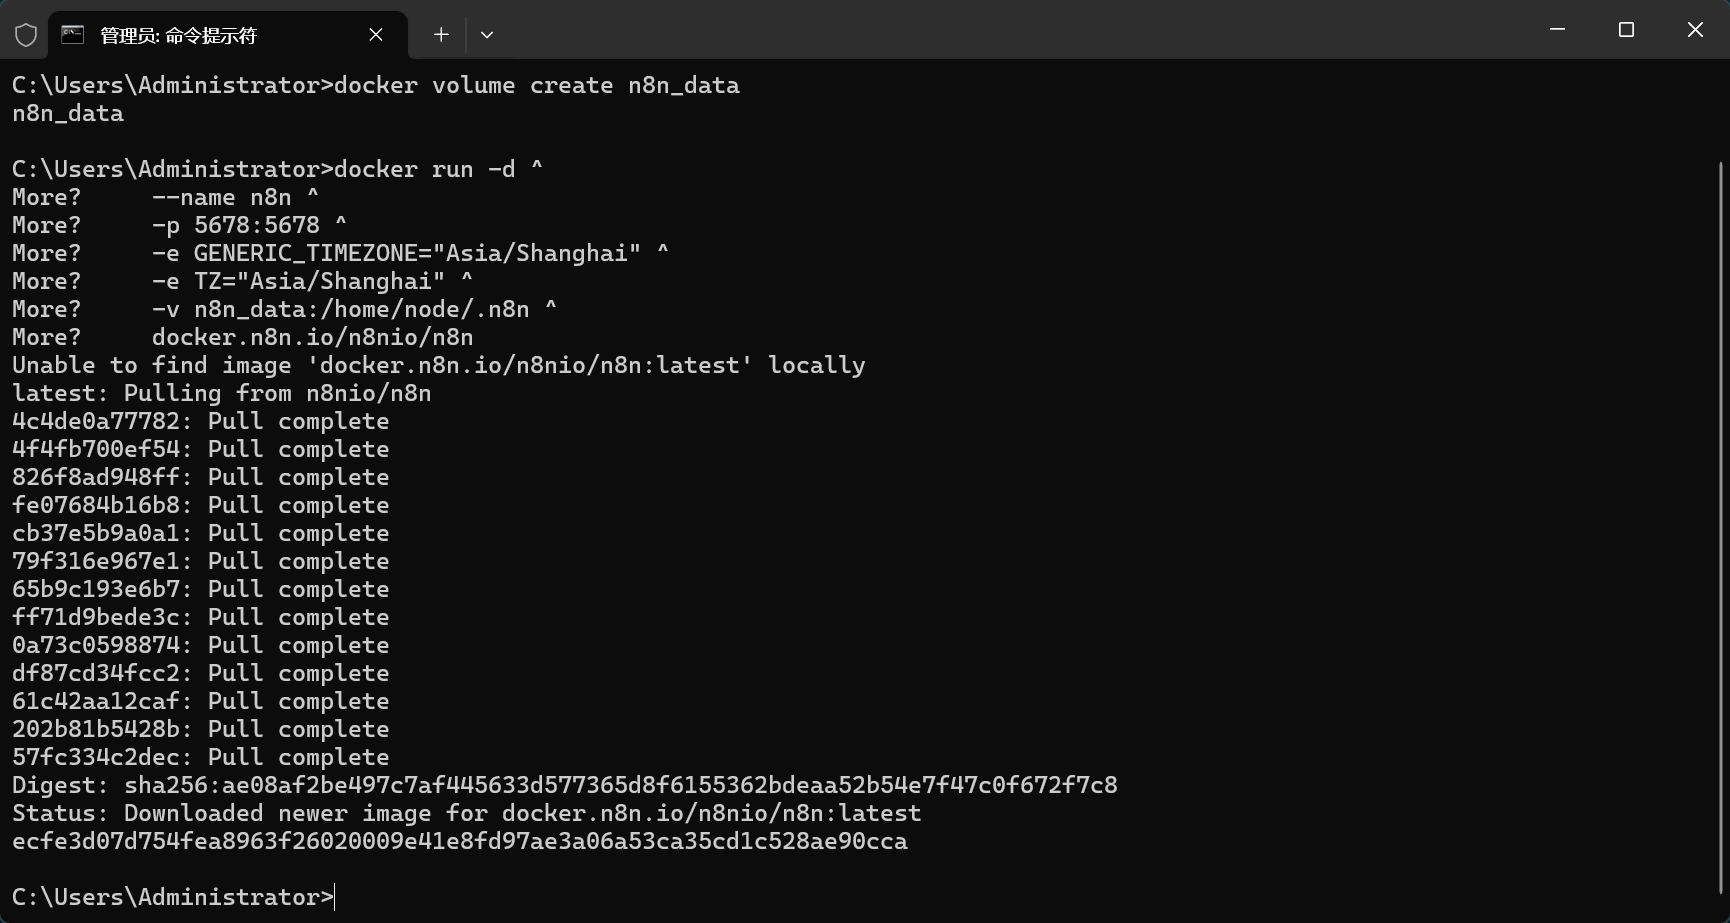 管理员: 命令提示符
C:\Users\Administrator>docker volume create n8n_data
n8n_data
C:\Users\Administrator>docker run -d ^
More?     --name n8n ^
More?     -p 5678:5678 ^
More?     -e GENERIC_TIMEZONE="Asia/Shanghai" ^
More?     -e TZ="Asia/Shanghai" ^
More?     -v n8n_data:/home/node/.n8n ^
More?     docker.n8n.io/n8nio/n8n
Unable to find image 'docker.n8n.io/n8nio/n8n:latest' locally
latest: Pulling from n8nio/n8n
4c4de0a77782: Pull complete
4f4fb700ef54: Pull complete
826f8ad948ff: Pull complete
fe07684b16b8: Pull complete
cb37e5b9a0a1: Pull complete
79f316e967e1: Pull complete
65b9c193e6b7: Pull complete
ff71d9bede3c: Pull complete
0a73c0598874: Pull complete
df87cd34fcc2: Pull complete
61c42aa12caf: Pull complete
202b81b5428b: Pull complete
57fc334c2dec: Pull complete
Digest: sha256:ae08af2be497c7af445633d577365d8f6155362bdeaa52b54e7f47c0f672f7c8
Status: Downloaded newer image for docker.n8n.io/n8nio/n8n:latest
ecfe3d07d754fea8963f26020009e41e8fd97ae3a06a53ca35cd1c528ae90cca
C:\Users\Administrator>